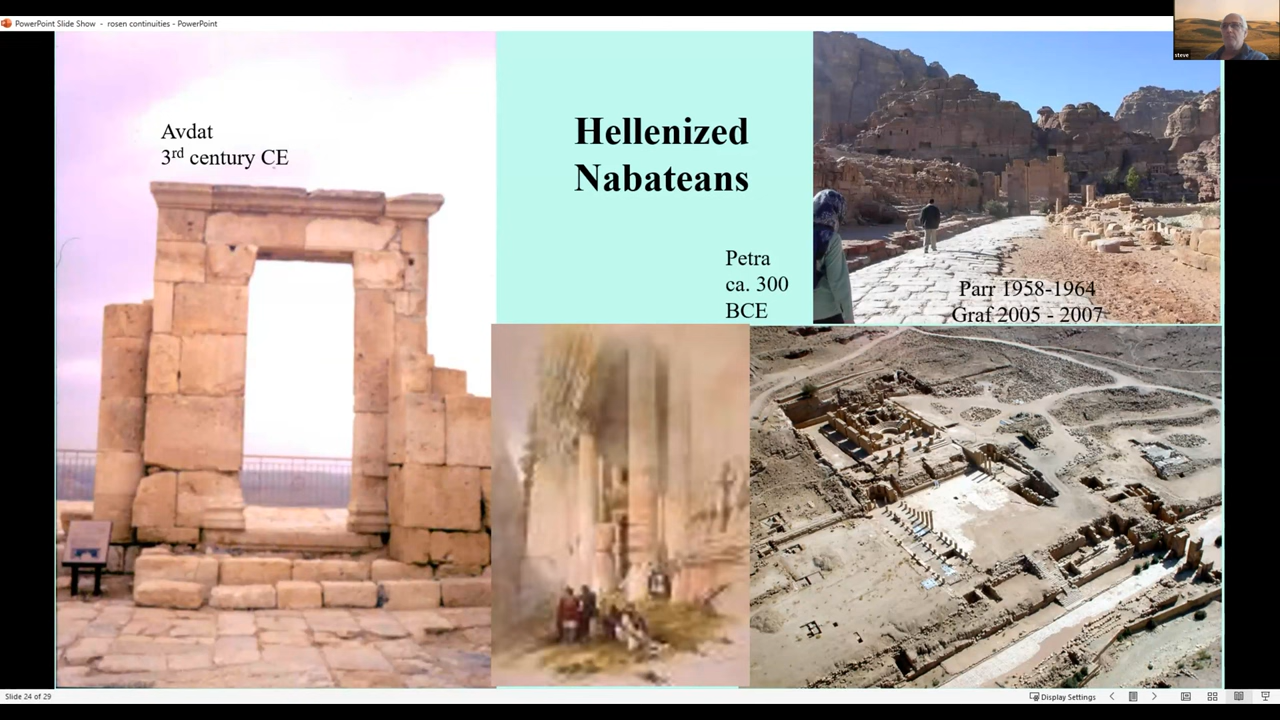 PowerPoint Slide Show - rosen continuities - PowerPoint
steve
Avdat
3rd century CE
Hellenized
Nabateans
Petra
ca. 300
BCE
Parr 1958-1964
Graf 2005 - 2007
Slide 24 of 29
Display Settings